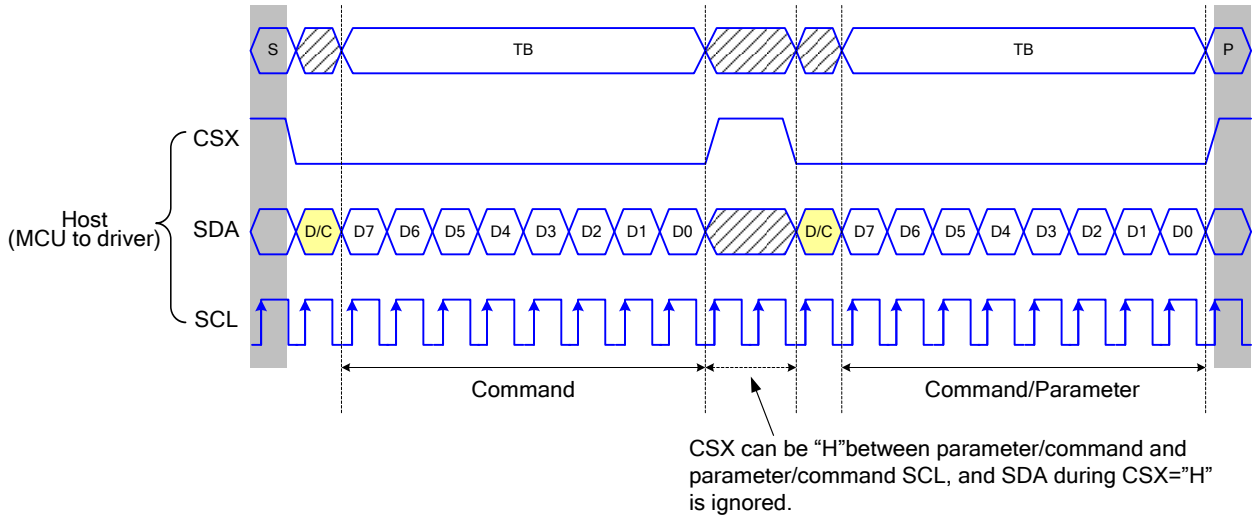 S TB TB P
CSX
Host
(MCU to driver)
SDA D/C D7 D6 D5 D4 D3 D2 D1 D0 D/C D7 D6 D5 D4 D3 D2 D1 D0
SCL
Command Command/Parameter
CSX can be “H”between parameter/command and
parameter/command SCL, and SDA during CSX=”H”
is ignored.